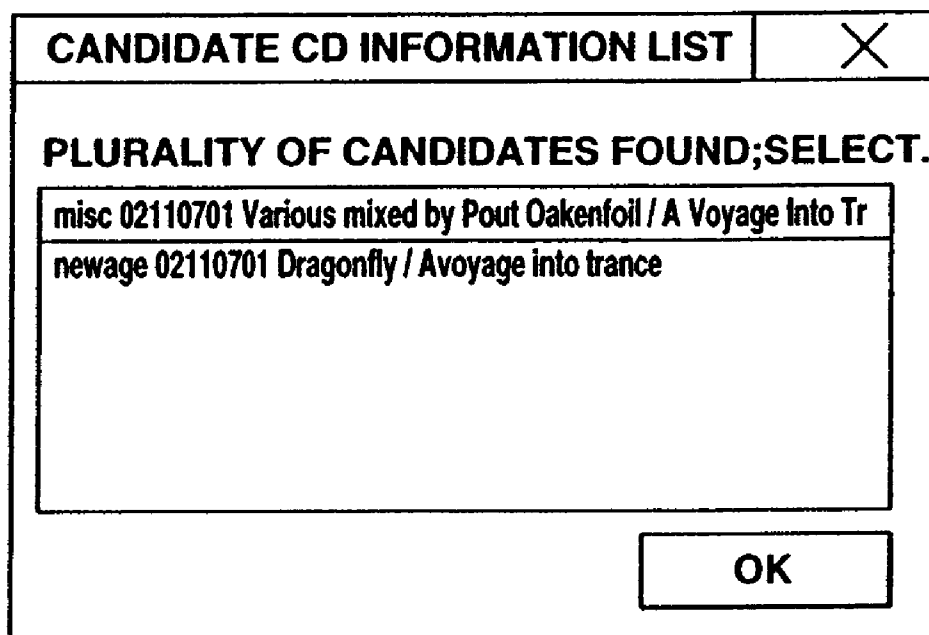 CANDIDATE CD INFORMATION LIST
PLURALITY OF CANDIDATES FOUND;SELECT.
misc 02110701 Various mixed by Pout Oakenfoil / A Voyage Into Tr
newage 02110701 Dragonfly / Avoyage into trance
OK